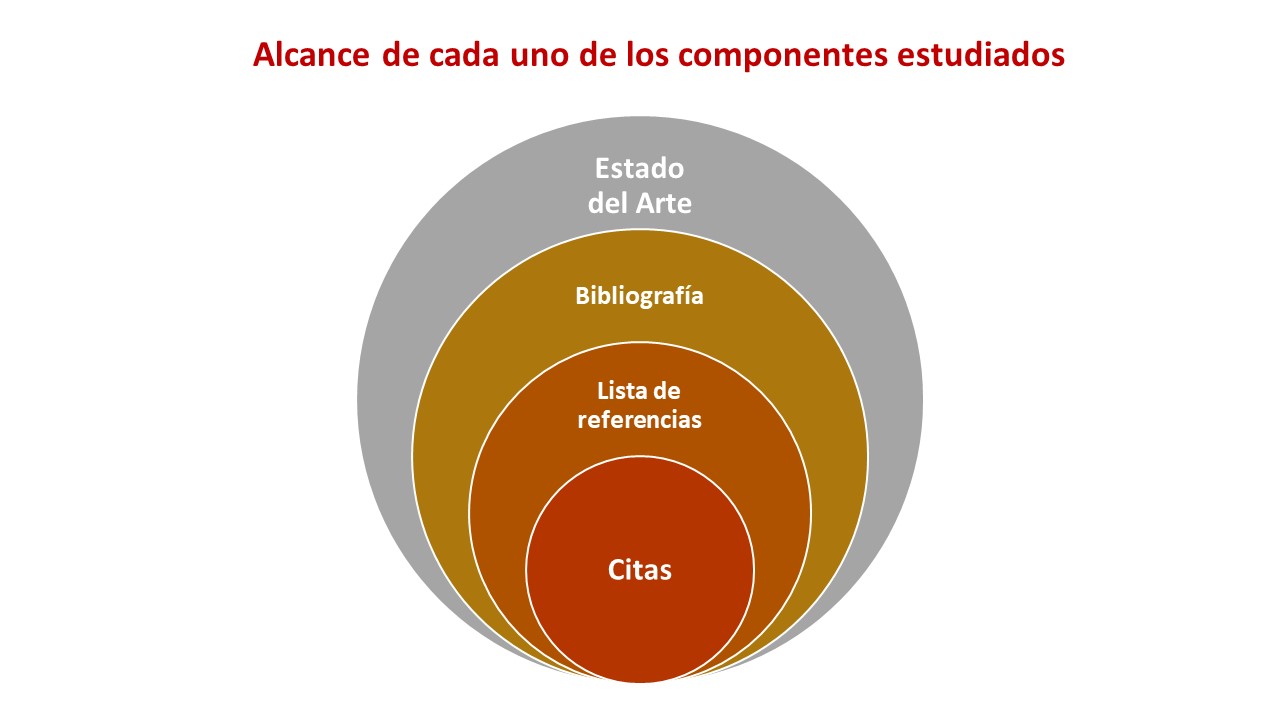 Alcance de cada uno de los componentes estudiados
Estado
del Arte
Bibliografía
Lista de
referencias
Citas